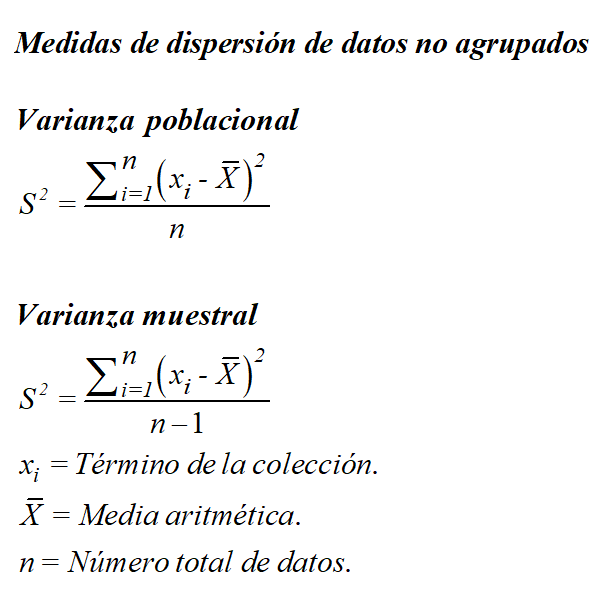 Medidas de dispersión de datos no agrupados
Varianza poblacional
S² = ∑ⁿᵢ₌₁(xᵢ - X̅)² / n
Varianza muestral
S² = ∑ⁿᵢ₌₁(xᵢ - X̅)² / n – 1
xᵢ = Término de la colección.
X̅ = Media aritmética.
n = Número total de datos.